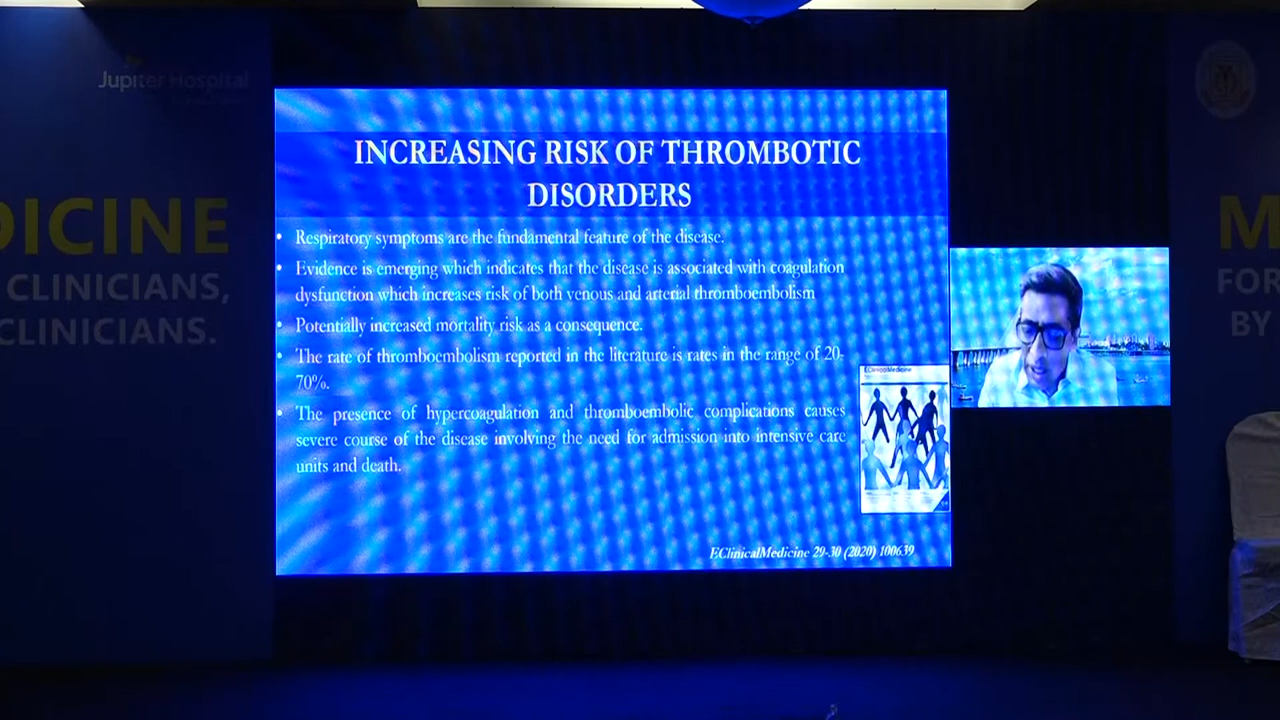 Jupiter Hospital
DICINE
CLINICIANS,
CLINICIANS.
INCREASING RISK OF THROMBOTIC
DISORDERS
• Respiratory symptoms are the fundamental feature of the disease.
• Evidence is emerging which indicates that the disease is associated with coagulation
dysfunction which increases risk of both venous and arterial thromboembolism
• Potentially increased mortality risk as a consequence.
• The rate of thromboembolism reported in the literature is rates in the range of 20-
70%.
• The presence of hypercoagulation and thromboembolic complications causes
severe course of the disease involving the need for admission into intensive care
units and death.
EClinicalMedicine
EClinicalMedicine 29-30 (2020) 100639
M
FOR
BY